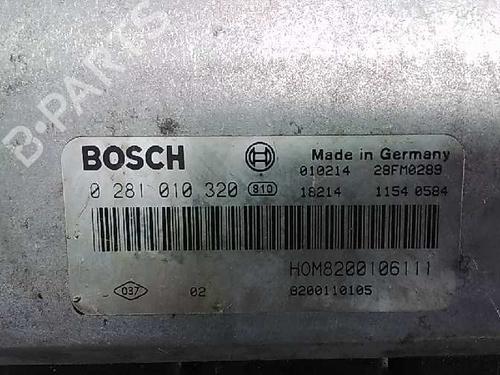 B-PARTS
BOSCH
Made in Germany
010214 28FM0289
0 281 010 320 810
18214 1154 0584
HOM8200106111
037 02 8200110105